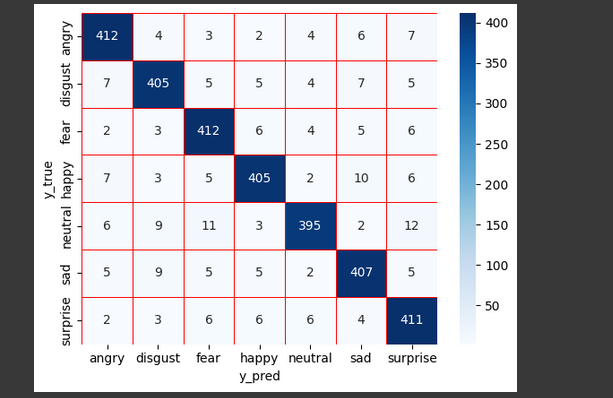 angry 412 4 3 2 4 6 7
disgust 7 405 5 5 4 7 5
fear 2 3 412 6 4 5 6
happy 7 3 5 405 2 10 6
neutral 6 9 11 3 395 2 12
sad 5 9 5 5 2 407 5
surprise 2 3 6 6 6 4 411
y_true
angry disgust fear happy neutral sad surprise
y_pred
400
350
300
250
200
150
100
50